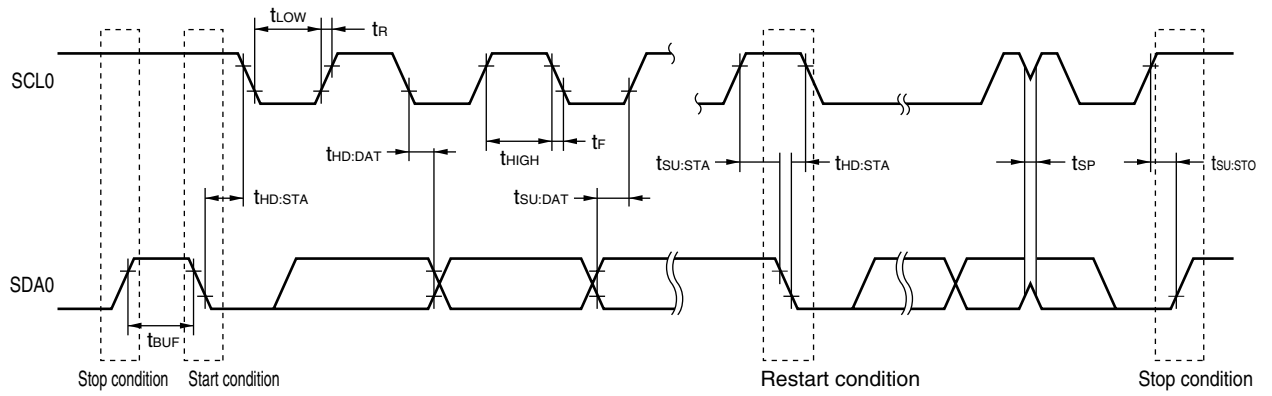 tLOW
tR
SCL0
tHD:DAT
tHIGH
tF
tSU:STA
tHD:STA
tSP
tSU:STO
tHD:STA
tSU:DAT
SDA0
tBUF
Stop condition
Start condition
Restart condition
Stop condition